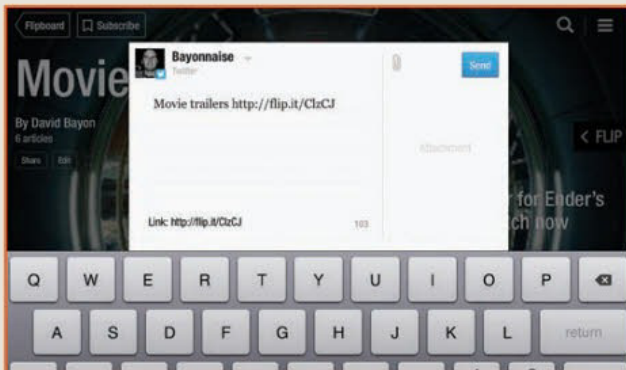 Flipboard Subscribe
Movie
By David Bayon
6 articles
Share Edit
Bayonnaise
Twitter
Send
Movie trailers http://flip.it/ClzCJ
Attachment
Link: http://flip.it/ClzCJ 103
< FLIP
for Ender's
ch now
Q W E R T Y U I O P
A S D F G H J K L return